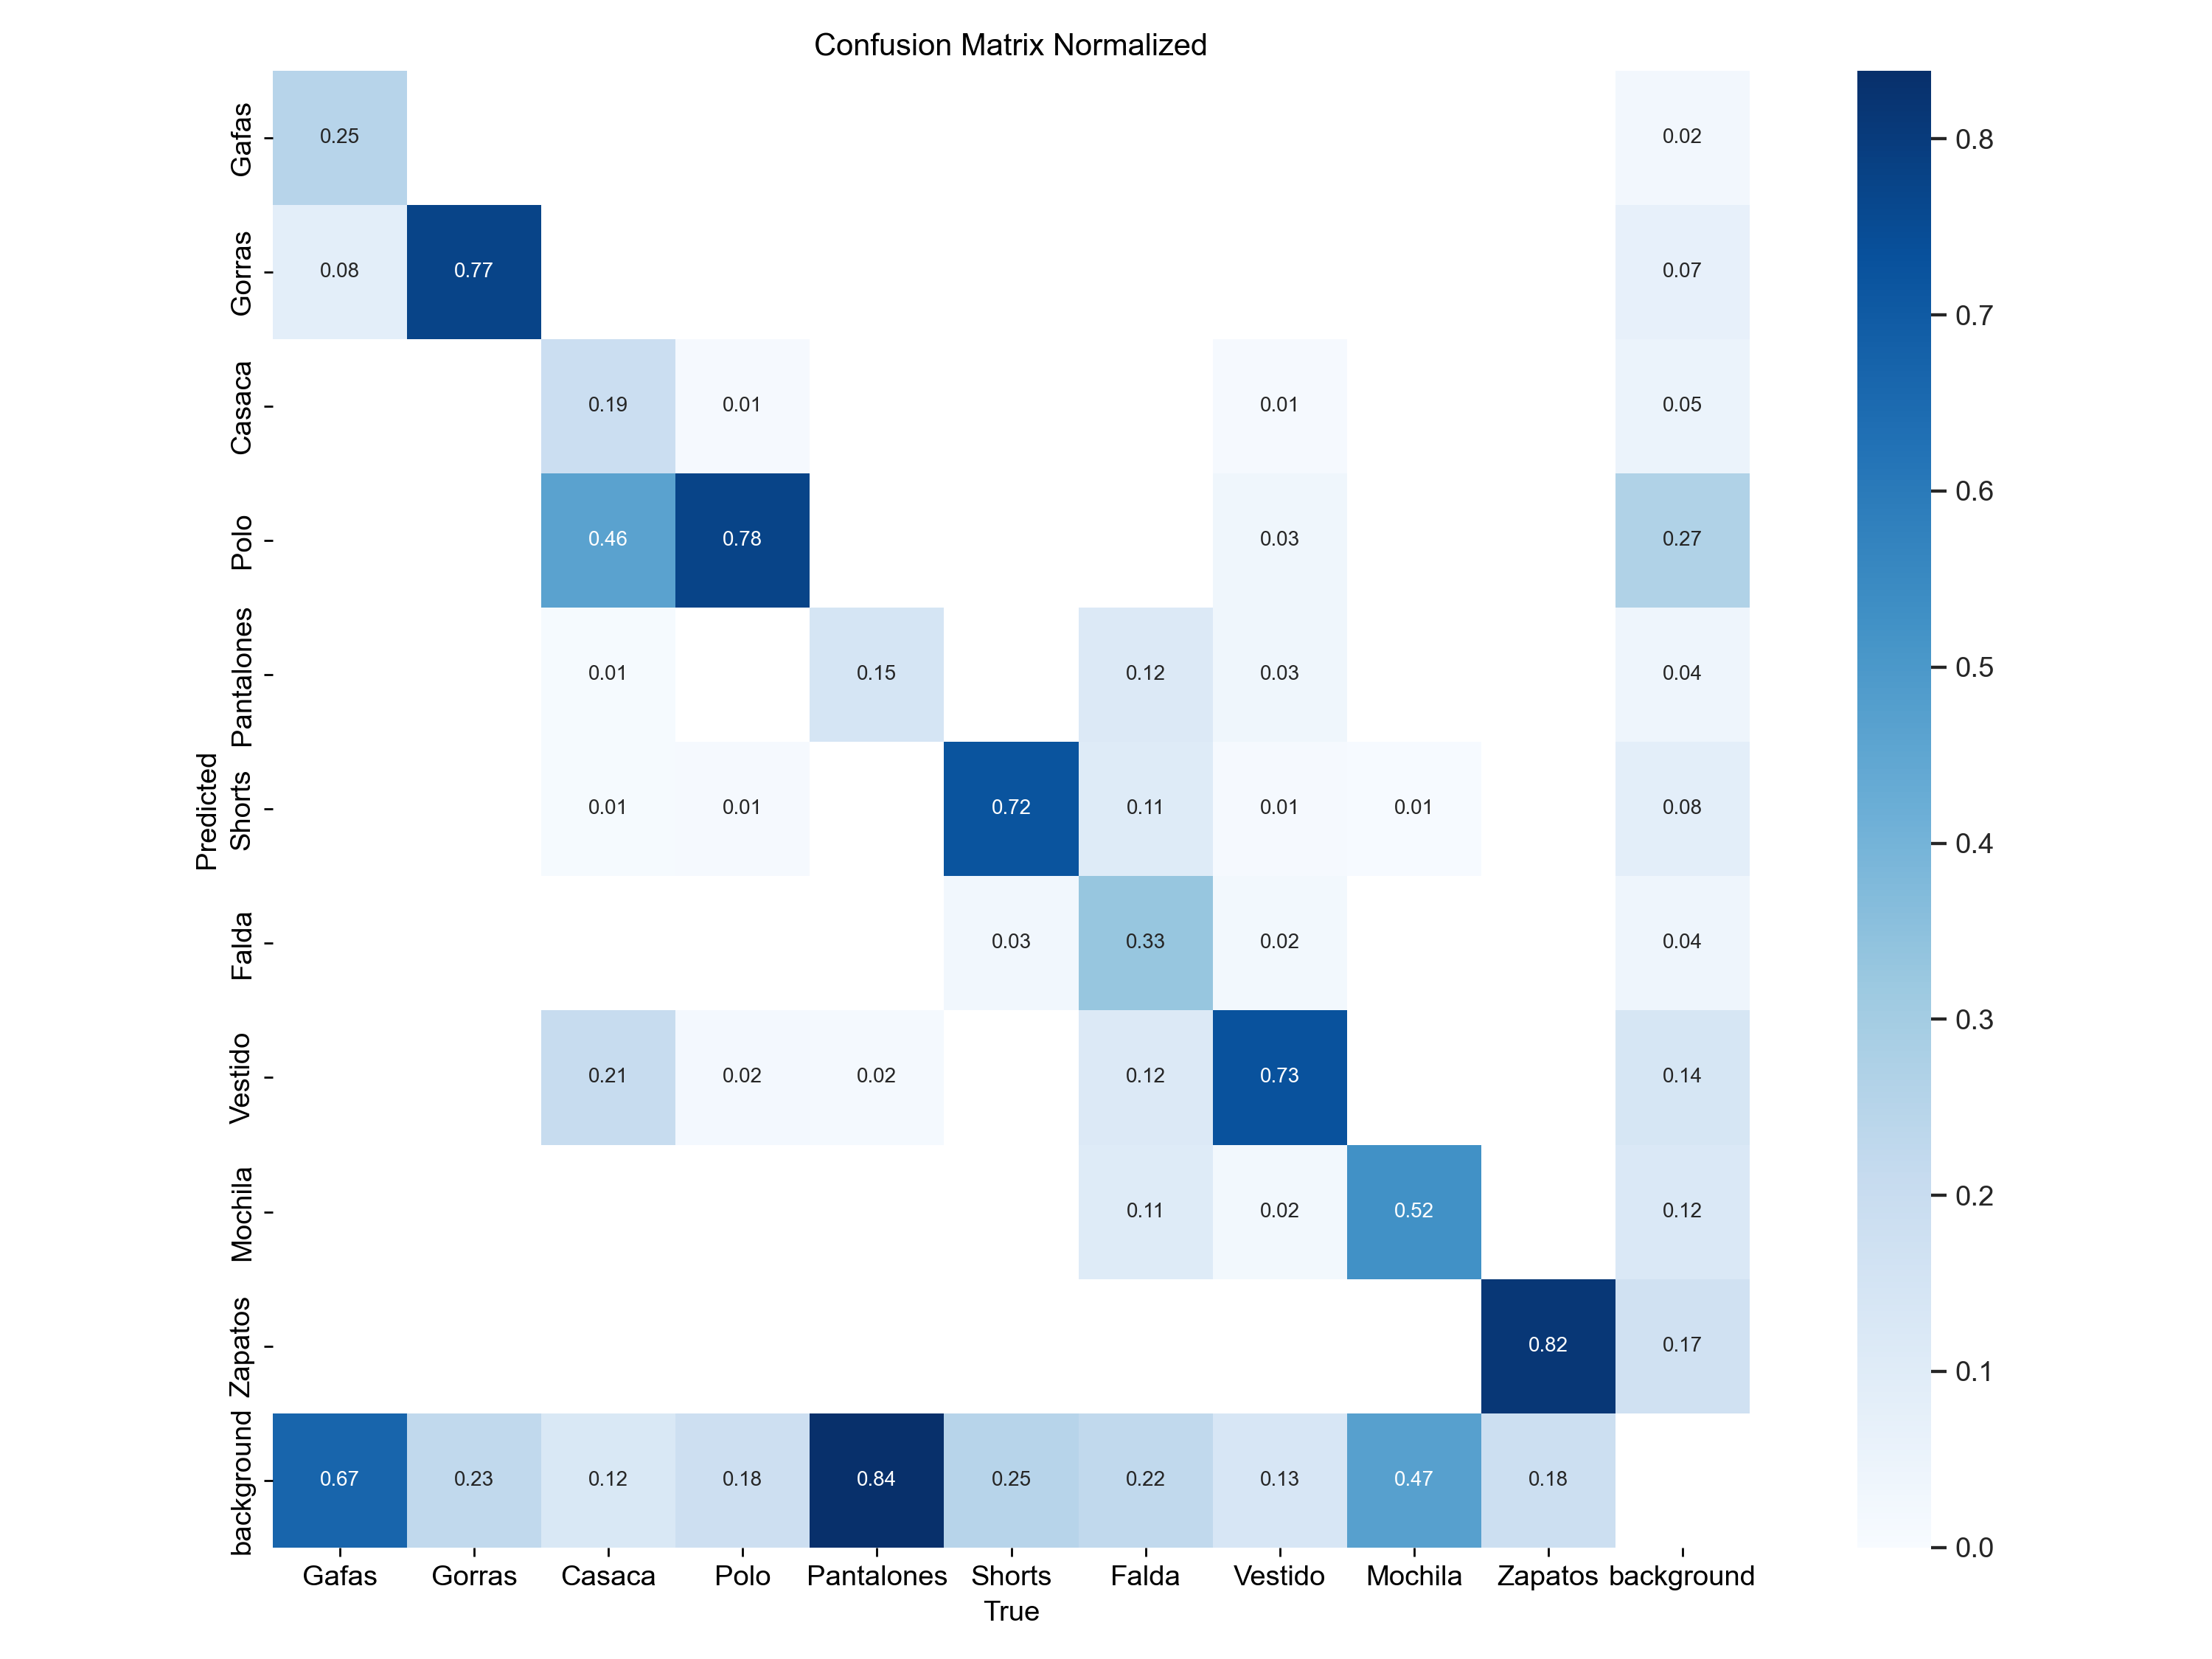 Confusion Matrix Normalized
Gafas 0.25 0.02
Gorras 0.08 0.77 0.07
Casaca 0.19 0.01 0.01 0.05
Polo 0.46 0.78 0.03 0.27
Pantalones 0.01 0.15 0.12 0.03 0.04
Shorts 0.01 0.01 0.72 0.11 0.01 0.01 0.08
Falda 0.03 0.33 0.02 0.04
Vestido 0.21 0.02 0.02 0.12 0.73 0.14
Mochila 0.11 0.02 0.52 0.12
Zapatos 0.82 0.17
background 0.67 0.23 0.12 0.18 0.84 0.25 0.22 0.13 0.47 0.18
Predicted
Gafas Gorras Casaca Polo Pantalones Shorts Falda Vestido Mochila Zapatos background
True
0.8
0.7
0.6
0.5
0.4
0.3
0.2
0.1
0.0